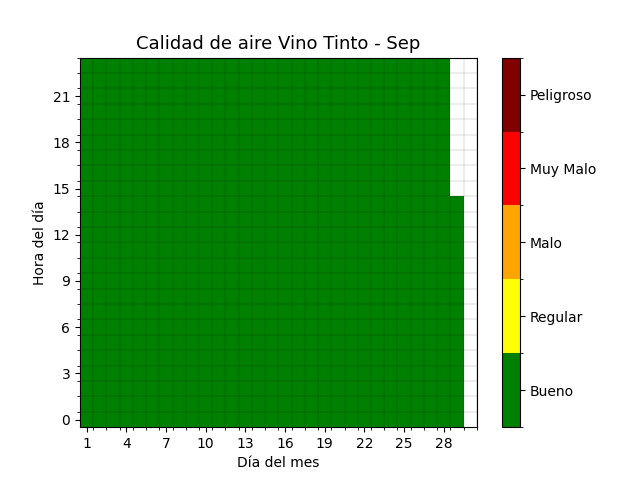 Calidad de aire Vino Tinto - Sep
Hora del día
21
18
15
12
9
6
3
0
1 4 7 10 13 16 19 22 25 28
Día del mes
Peligroso
Muy Malo
Malo
Regular
Bueno